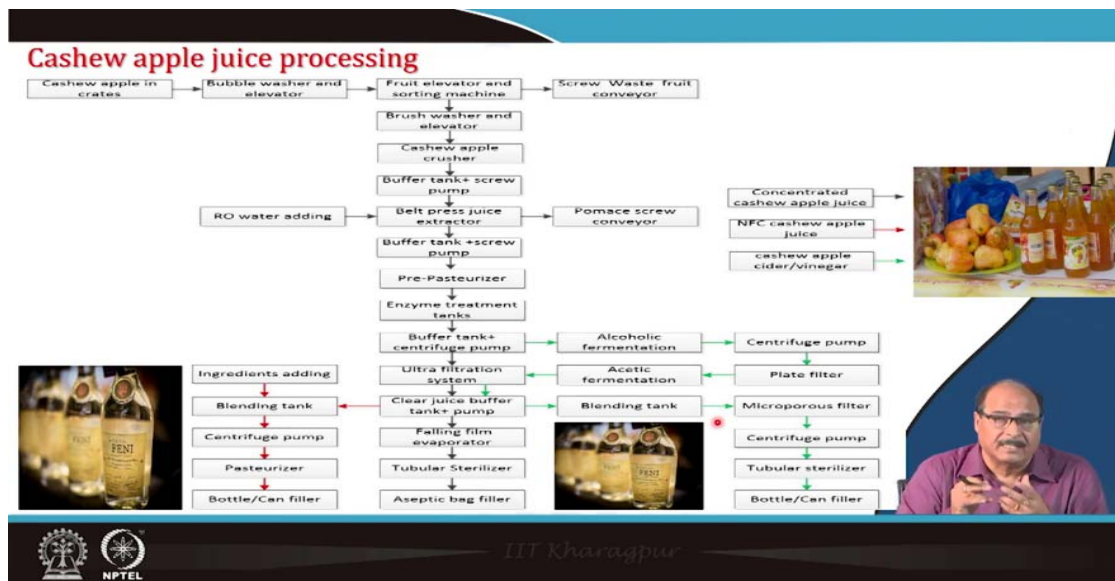 Cashew apple juice processing
Cashew apple in
crates
Bubble washer and
elevator
Fruit elevator and
sorting machine
Screw Waste fruit
conveyor
Brush washer and
elevator
Cashew apple
crusher
Buffer tank+ screw
pump
RO water adding
Belt press juice
extractor
Pomace screw
conveyor
Buffer tank +screw
pump
Pre-Pasteurizer
Enzyme treatment
tanks
Concentrated
cashew apple juice
NFC cashew apple
juice
cashew apple
cider/vinegar
Buffer tank+
centrifuge pump
Alcoholic
fermentation
Centrifuge pump
Ingredients adding
Ultra filtration
system
Acetic
fermentation
Plate filter
Blending tank
Clear juice buffer
tank+ pump
Blending tank
Microporous filter
Centrifuge pump
Falling film
evaporator
Centrifuge pump
Pasteurizer
Tubular Sterilizer
Tubular sterilizer
Bottle/Can filler
Aseptic bag filler
Bottle/Can filler
FENI
FENI
NPTEL
IIT Kharagpur